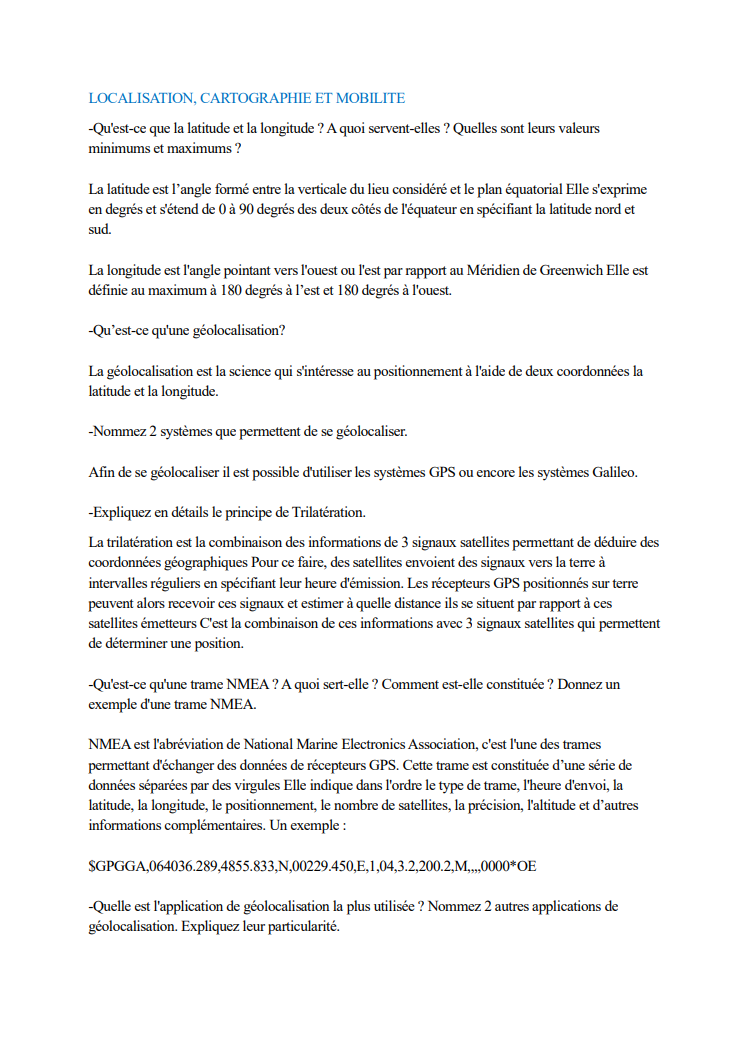 LOCALISATION, CARTOGRAPHIE ET MOBILITE
-Qu'est-ce que la latitude et la longitude ? A quoi servent-elles ? Quelles sont leurs valeurs
minimums et maximums ?
La latitude est l’angle formé entre la verticale du lieu considéré et le plan équatorial Elle s'exprime
en degrés et s'étend de 0 à 90 degrés des deux côtés de l'équateur en spécifiant la latitude nord et
sud.
La longitude est l'angle pointant vers l'ouest ou l'est par rapport au Méridien de Greenwich Elle est
définie au maximum à 180 degrés à l’est et 180 degrés à l'ouest.
-Qu’est-ce qu'une géolocalisation?
La géolocalisation est la science qui s'intéresse au positionnement à l'aide de deux coordonnées la
latitude et la longitude.
-Nommez 2 systèmes que permettent de se géolocaliser.
Afin de se géolocaliser il est possible d'utiliser les systèmes GPS ou encore les systèmes Galileo.
-Expliquez en détails le principe de Trilatération.
La trilatération est la combinaison des informations de 3 signaux satellites permettant de déduire des
coordonnées géographiques Pour ce faire, des satellites envoient des signaux vers la terre à
intervalles réguliers en spécifiant leur heure d'émission. Les récepteurs GPS positionnés sur terre
peuvent alors recevoir ces signaux et estimer à quelle distance ils se situent par rapport à ces
satellites émetteurs C'est la combinaison de ces informations avec 3 signaux satellites qui permettent
de déterminer une position.
-Qu'est-ce qu'une trame NMEA ? A quoi sert-elle ? Comment est-elle constituée ? Donnez un
exemple d'une trame NMEA.
NMEA est l'abréviation de National Marine Electronics Association, c'est l'une des trames
permettant d'échanger des données de récepteurs GPS. Cette trame est constituée d’une série de
données séparées par des virgules Elle indique dans l'ordre le type de trame, l'heure d'envoi, la
latitude, la longitude, le positionnement, le nombre de satellites, la précision, l'altitude et d’autres
informations complémentaires. Un exemple :
$GPGGA,064036.289,4855.833,N,00229.450,E,1,04,3.2,200.2,M,,,,0000*OE
-Quelle est l'application de géolocalisation la plus utilisée ? Nommez 2 autres applications de
géolocalisation. Expliquez leur particularité.